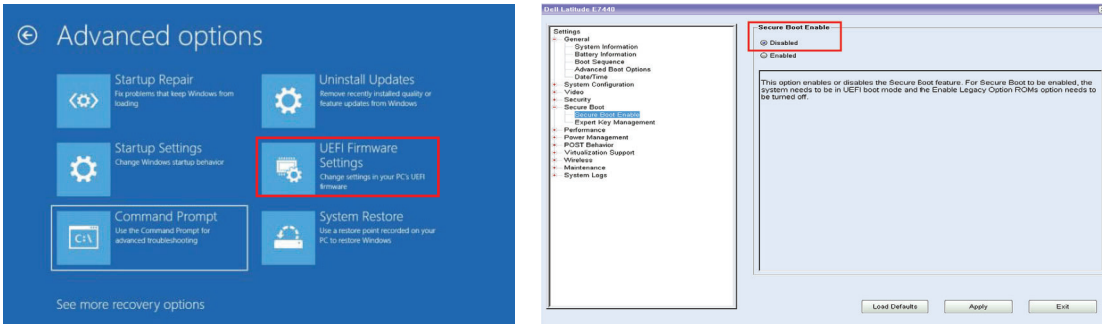 Advanced options
Startup Repair
Fix problems that keep Windows from
loading
Uninstall Updates
Remove recently installed quality or
feature updates from Windows
Startup Settings
Change Windows startup behavior
UEFI Firmware
Settings
Change settings in your PC's UEFI
firmware
C:\
Command Prompt
Use the Command Prompt for
advanced troubleshooting
System Restore
Use a restore point recorded on your
PC to restore Windows
See more recovery options
Dell Latitude E7440
Settings
General
System Information
Battery Information
Boot Sequence
Advanced Boot Options
Date/Time
System Configuration
Video
Security
Secure Boot
Secure Boot Enable
Expert Key Management
Performance
Power Management
POST Behavior
Virtualization Support
Wireless
Maintenance
System Logs
Secure Boot Enable
Disabled
Enabled
This option enables or disables the Secure Boot feature. For Secure Boot to be enabled, the
system needs to be in UEFI boot mode and the Enable Legacy Option ROMs option needs to
be turned off.
Load Defaults
Apply
Exit